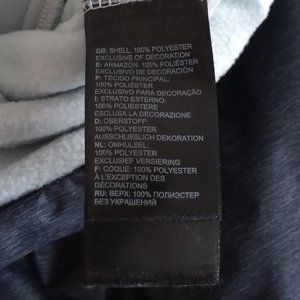 GB: SHELL: 100% POLYESTER
EXCLUSIVE OF DECORATION
E: ARMAZON: 100% POLIÉSTER
EXCLUSIVO DE DECORACIÓN
P: TECIDO PRINCIPAL:
100% POLIÉSTER
EXCLUSIVO PARA DECORAÇÃO
I: STRATO ESTERNO:
100% POLIESTERE
ESCLUSA LA DECORAZIONE
D: OBERSTOFF:
100% POLYESTER
AUSSCHLIEßLICH DEKORATION
NL: OMHULSEL:
100% POLYESTER
EXCLUSIEF VERSIERING
F: COQUE: 100% POLYESTER
À L'EXCEPTION DES
DÉCORATIONS
RU: ВЕРХ: 100% ПОЛИЭСТЕР
БЕЗ УКРАШЕНИЙ